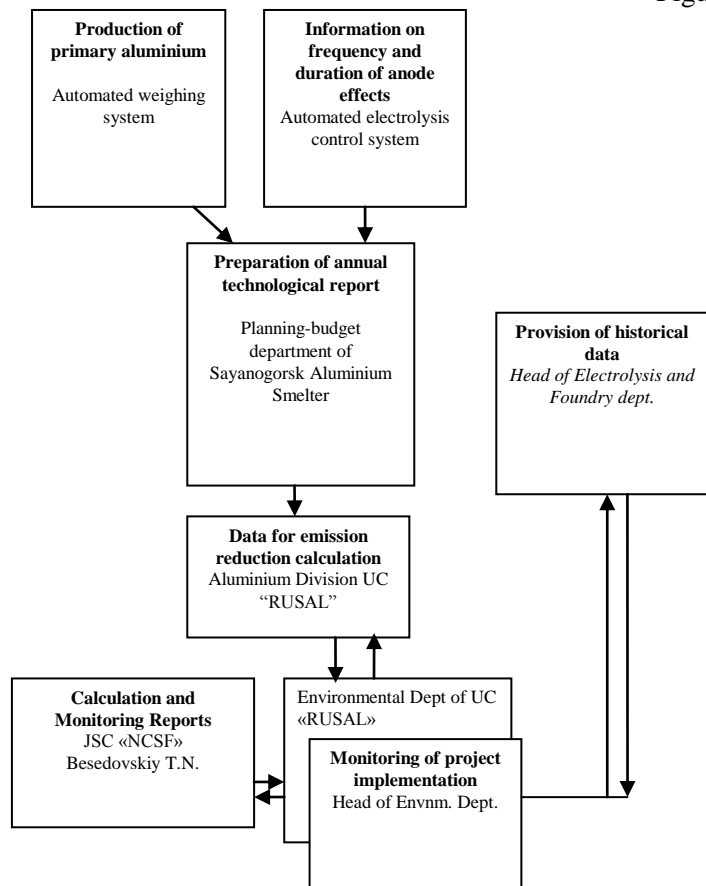 Production of
primary aluminium
Automated weighing
system
Information on
frequency and
duration of anode
effects
Automated electrolysis
control system
Preparation of annual
technological report
Planning-budget
department of
Sayanogorsk Aluminium
Smelter
Provision of historical
data
Head of Electrolysis and
Foundry dept.
Data for emission
reduction calculation
Aluminium Division UC
“RUSAL”
Calculation and
Monitoring Reports
JSC «NCSF»
Besedovskiy T.N.
Environmental Dept of UC
«RUSAL»
Monitoring of project
implementation
Head of Envnm. Dept.